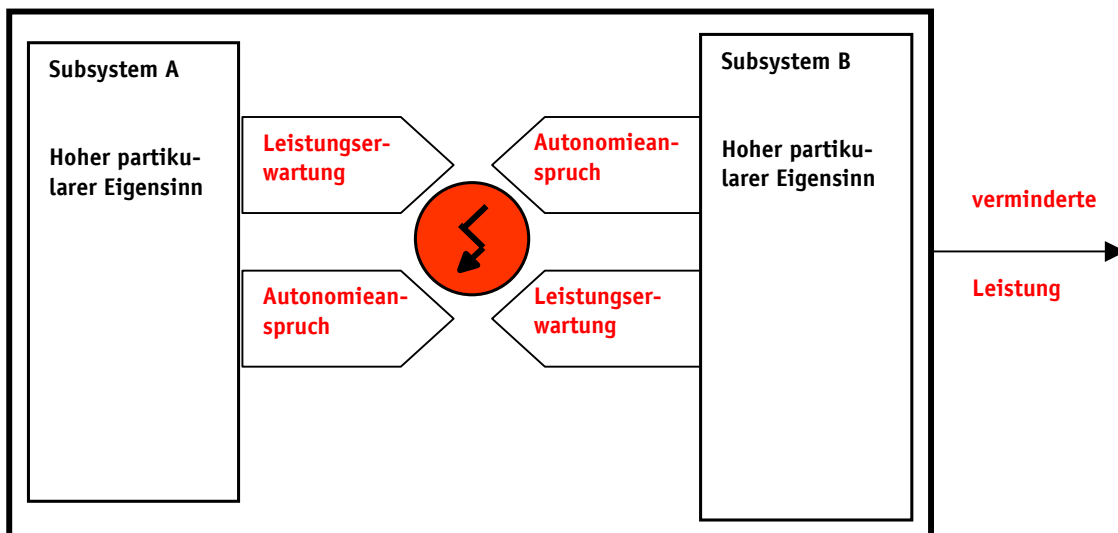 Subsystem A
Hoher partiku-
larer Eigensinn
Leistungser-
wartung
Autonomiean-
spruch
Autonomiean-
spruch
Leistungser-
wartung
Subsystem B
Hoher partiku-
larer Eigensinn
verminderte
Leistung